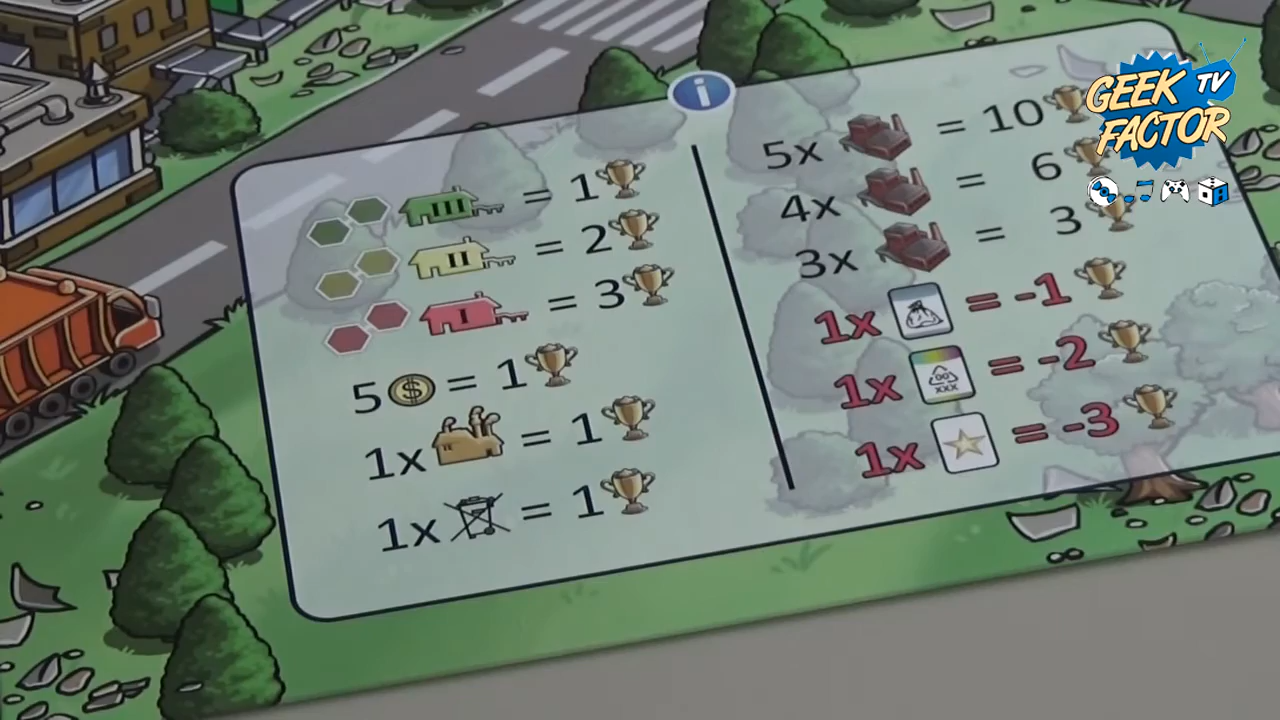 GEEK TV
FACTOR
i
III = 1
II = 2
I = 3
5 $ = 1
1x = 1
1x = 1
5x = 10
4x = 6
3x = 3
1x = -1
1x XXX = -2
1x = -3